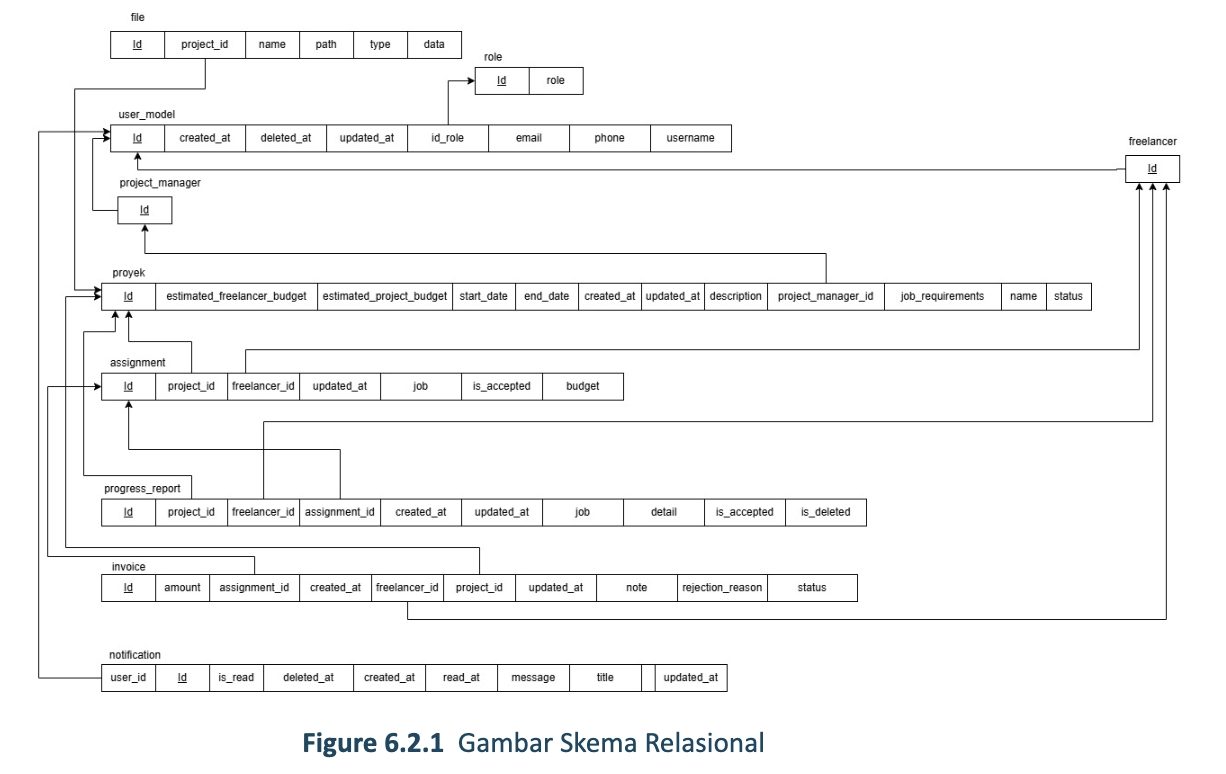 file
Id project_id name path type data
role
Id role
user_model
Id created_at deleted_at updated_at id_role email phone username
freelancer
Id
project_manager
Id
proyek
Id estimated_freelancer_budget estimated_project_budget start_date end_date created_at updated_at description project_manager_id job_requirements name status
assignment
Id project_id freelancer_id updated_at job is_accepted budget
progress_report
Id project_id freelancer_id assignment_id created_at updated_at job detail is_accepted is_deleted
invoice
Id amount assignment_id created_at freelancer_id project_id updated_at note rejection_reason status
notification
user_id Id is_read deleted_at created_at read_at message title updated_at
Figure 6.2.1 Gambar Skema Relasional